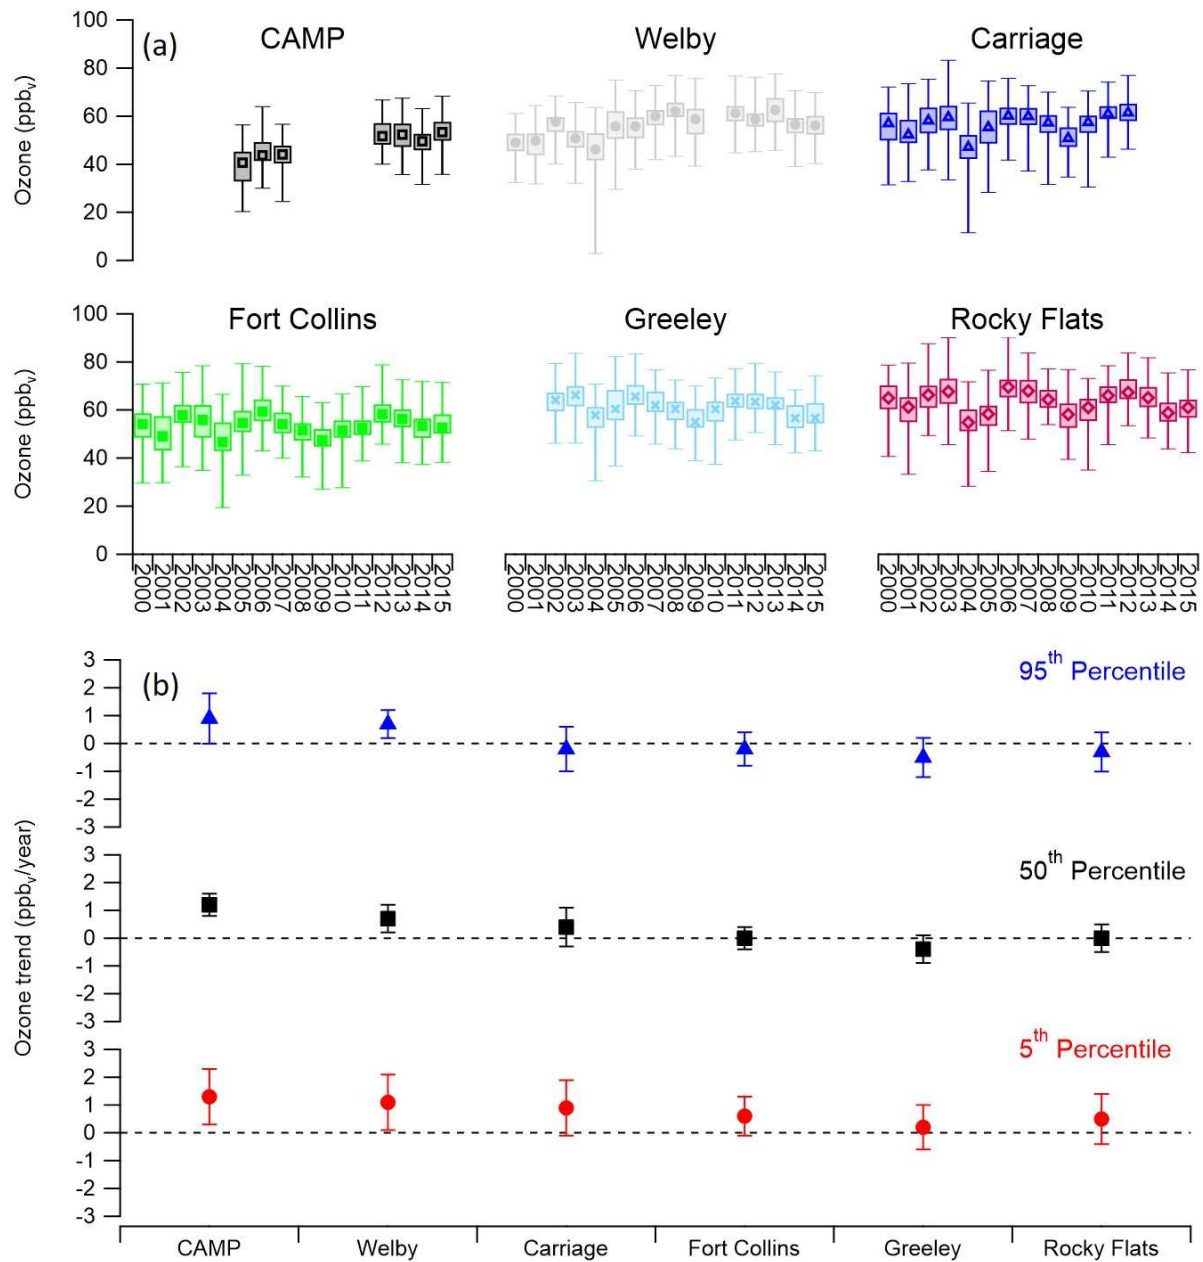 (a) CAMP Welby Carriage
Ozone (ppbv)
100
80
60
40
20
0
Fort Collins Greeley Rocky Flats
Ozone (ppbv)
100
80
60
40
20
0
2000 2001 2002 2003 2004 2005 2006 2007 2008 2009 2010 2011 2012 2013 2014 2015
2000 2001 2002 2003 2004 2005 2006 2007 2008 2009 2010 2011 2012 2013 2014 2015
2000 2001 2002 2003 2004 2005 2006 2007 2008 2009 2010 2011 2012 2013 2014 2015
(b)
Ozone trend (ppbv/year)
95th Percentile
3
2
1
0
-1
-2
-3
50th Percentile
3
2
1
0
-1
-2
-3
5th Percentile
3
2
1
0
-1
-2
-3
CAMP Welby Carriage Fort Collins Greeley Rocky Flats